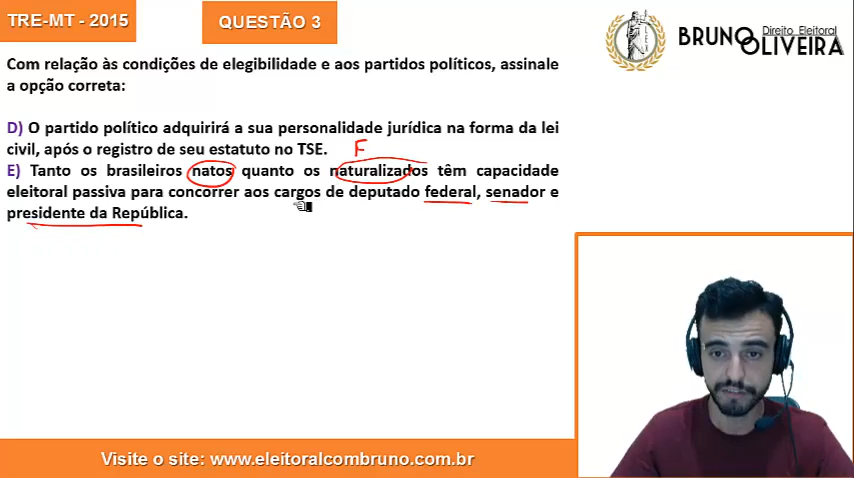 TRE-MT - 2015
QUESTÃO 3
BRUNO Direito Eleitoral
OLIVEIRA
Com relação às condições de elegibilidade e aos partidos políticos, assinale
a opção correta:
D) O partido político adquirirá a sua personalidade jurídica na forma da lei
civil, após o registro de seu estatuto no TSE. F
E) Tanto os brasileiros natos quanto os naturalizados têm capacidade
eleitoral passiva para concorrer aos cargos de deputado federal, senador e
presidente da República.
Visite o site: www.eleitoralcombruno.com.br